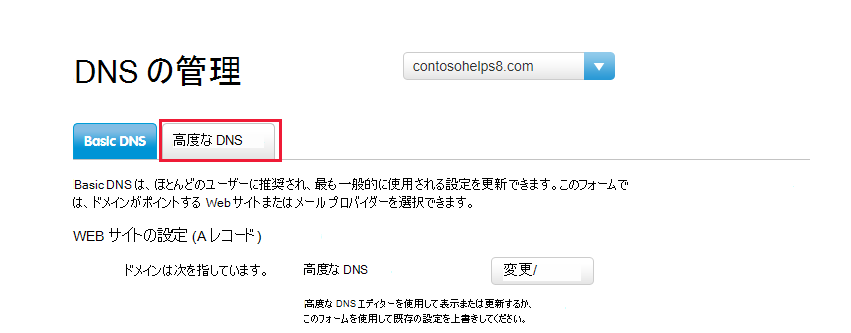 DNS の管理
contosohelps8.com
Basic DNS
高度な DNS
Basic DNS は、ほとんどのユーザーに推奨され、最も一般的に使用される設定を更新できます。このフォームで
は、ドメインがポイントする Web サイトまたはメール プロバイダーを選択できます。
WEB サイトの設定 (A レコード)
ドメインは次を指しています。
高度な DNS
変更/
高度な DNS エディターを使用して表示または更新するか、
このフォームを使用して既存の設定を上書きしてください。